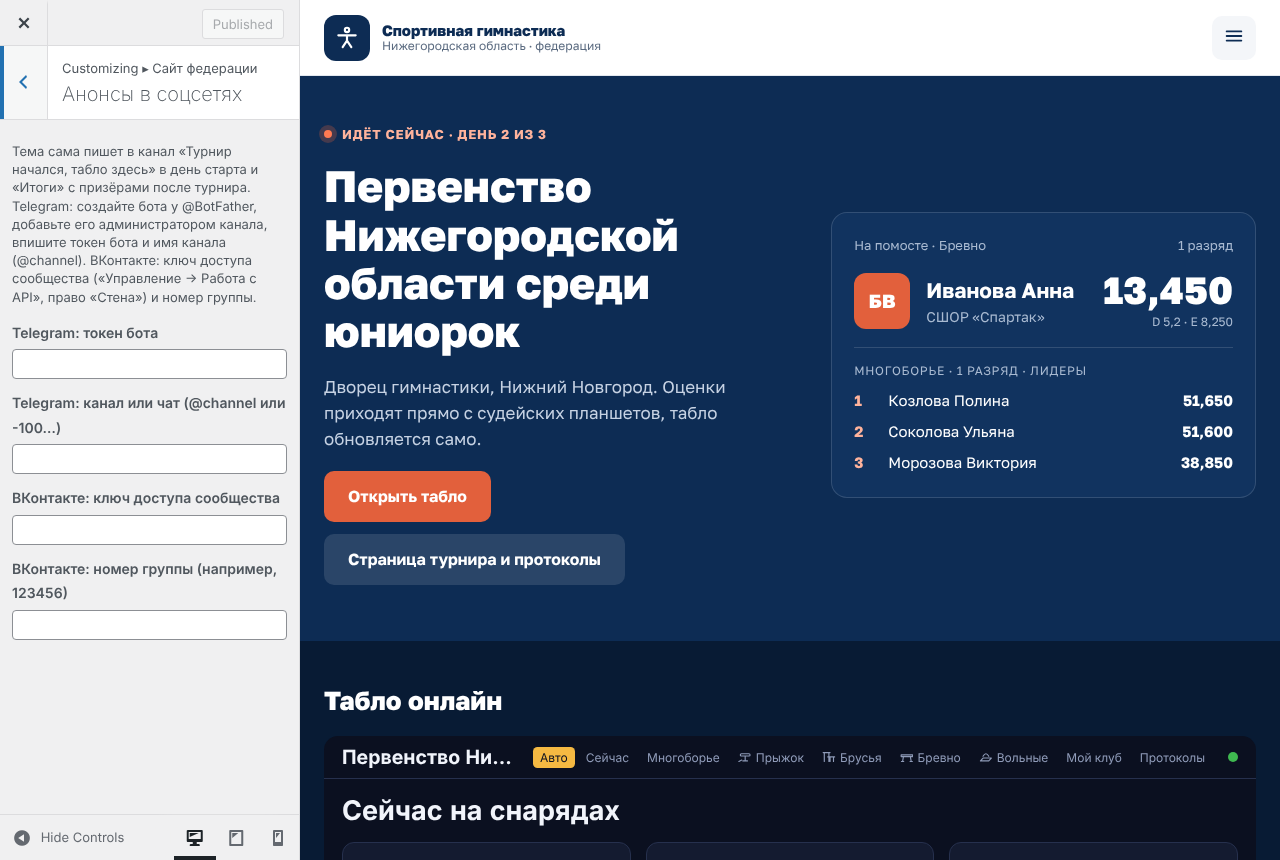 Published
Customizing ▸ Сайт федерации
Анонсы в соцсетях
Тема сама пишет в канал «Турнир
начался, табло здесь» в день старта и
«Итоги» с призёрами после турнира.
Telegram: создайте бота у @BotFather,
добавьте его администратором канала,
впишите токен бота и имя канала
(@channel). ВКонтакте: ключ доступа
сообщества («Управление → Работа с
API», право «Стена») и номер группы.
Telegram: токен бота
Telegram: канал или чат (@channel или
-100…)
ВКонтакте: ключ доступа сообщества
ВКонтакте: номер группы (например,
123456)
Hide Controls
Спортивная гимнастика
Нижегородская область · федерация
ИДЁТ СЕЙЧАС · ДЕНЬ 2 ИЗ 3
Первенство
Нижегородской
области среди
юниорок
Дворец гимнастики, Нижний Новгород. Оценки
приходят прямо с судейских планшетов, табло
обновляется само.
Открыть табло
Страница турнира и протоколы
На помосте · Бревно 1 разряд
БВ Иванова Анна 13,450
СШОР «Спартак» D 5,2 · E 8,250
МНОГОБОРЬЕ · 1 РАЗРЯД · ЛИДЕРЫ
1 Козлова Полина 51,650
2 Соколова Ульяна 51,600
3 Морозова Виктория 38,850
Табло онлайн
Первенство Ни… Авто Сейчас Многоборье Прыжок Брусья Бревно Вольные Мой клуб Протоколы
Сейчас на снарядах